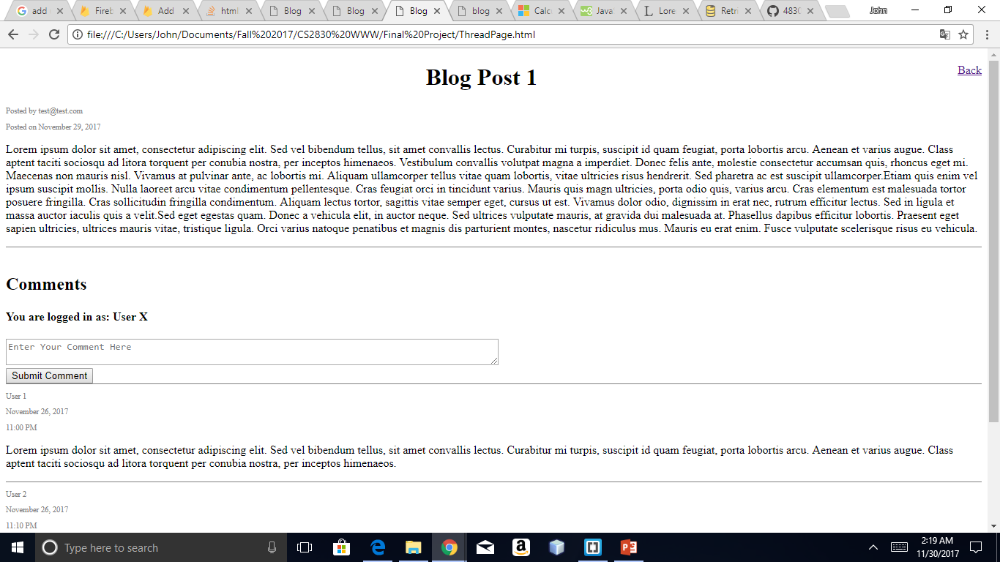 add
Fireb
Add
html
Blog
Blog
Blog
blog
Calc
Java
Lore
Retri
4830
John
file:///C:/Users/John/Documents/Fall%202017/CS2830%20WWW/Final%20Project/ThreadPage.html
Back
Blog Post 1
Posted by test@test.com
Posted on November 29, 2017
Lorem ipsum dolor sit amet, consectetur adipiscing elit. Sed vel bibendum tellus, sit amet convallis lectus. Curabitur mi turpis, suscipit id quam feugiat, porta lobortis arcu. Aenean et varius augue. Class
aptent taciti sociosqu ad litora torquent per conubia nostra, per inceptos himenaeos. Vestibulum convallis volutpat magna a imperdiet. Donec felis ante, molestie consectetur accumsan quis, rhoncus eget mi.
Maecenas non mauris nisl. Vivamus at pulvinar ante, ac lobortis mi. Aliquam ullamcorper tellus vitae quam lobortis, vitae ultricies risus hendrerit. Sed pharetra ac est suscipit ullamcorper.Etiam quis enim vel
ipsum suscipit mollis. Nulla laoreet arcu vitae condimentum pellentesque. Cras feugiat orci in tincidunt varius. Mauris quis magn ultricies, porta odio quis, varius arcu. Cras elementum est malesuada tortor
posuere fringilla. Cras sollicitudin fringilla condimentum. Aliquam lectus tortor, sagittis vitae semper eget, cursus ut est. Vivamus dolor odio, dignissim in erat nec, rutrum efficitur lectus. Sed in ligula et
massa auctor iaculis quis a velit.Sed eget egestas quam. Donec a vehicula elit, in auctor neque. Sed ultrices vulputate mauris, at gravida dui malesuada at. Phasellus dapibus efficitur lobortis. Praesent eget
sapien ultricies, ultrices mauris vitae, tristique ligula. Orci varius natoque penatibus et magnis dis parturient montes, nascetur ridiculus mus. Mauris eu erat enim. Fusce vulputate scelerisque risus eu vehicula.
Comments
You are logged in as: User X
Enter Your Comment Here
Submit Comment
User 1
November 26, 2017
11:00 PM
Lorem ipsum dolor sit amet, consectetur adipiscing elit. Sed vel bibendum tellus, sit amet convallis lectus. Curabitur mi turpis, suscipit id quam feugiat, porta lobortis arcu. Aenean et varius augue. Class
aptent taciti sociosqu ad litora torquent per conubia nostra, per inceptos himenaeos.
User 2
November 26, 2017
11:10 PM
Type here to search
2:19 AM
11/30/2017